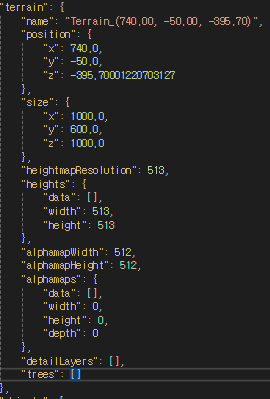 "terrain": {
"name": "Terrain_(740.00, -50.00, -395.70)",
"position": {
"x": 740.0,
"y": -50.0,
"z": -395.70001220703127
},
"size": {
"x": 1000.0,
"y": 600.0,
"z": 1000.0
},
"heightmapResolution": 513,
"heights": {
"data": [],
"width": 513,
"height": 513
},
"alphamapWidth": 512,
"alphamapHeight": 512,
"alphamaps": {
"data": [],
"width": 0,
"height": 0,
"depth": 0
},
"detailLayers": [],
"trees": []
},